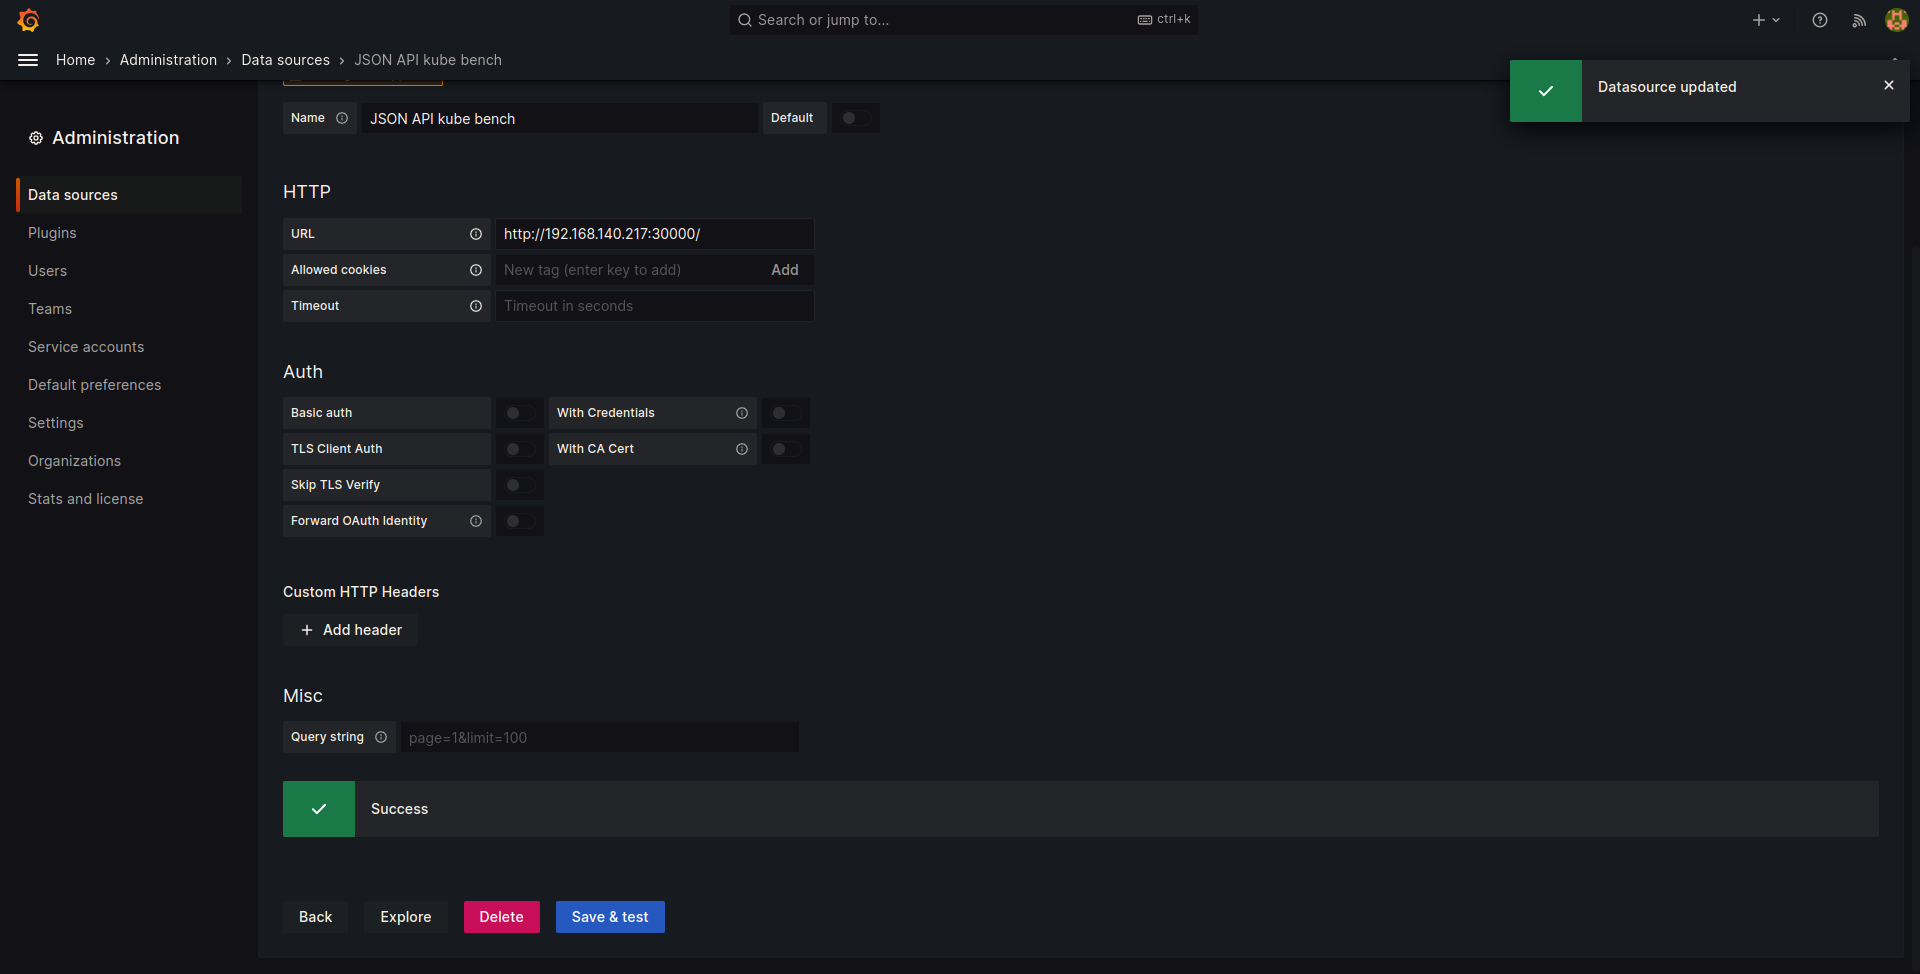 Search or jump to...
ctrl+k
Home › Administration › Data sources › JSON API kube bench
Datasource updated
Administration
Data sources
Plugins
Users
Teams
Service accounts
Default preferences
Settings
Organizations
Stats and license
Name
JSON API kube bench
Default
HTTP
URL
http://192.168.140.217:30000/
Allowed cookies
New tag (enter key to add)
Add
Timeout
Timeout in seconds
Auth
Basic auth
With Credentials
TLS Client Auth
With CA Cert
Skip TLS Verify
Forward OAuth Identity
Custom HTTP Headers
Add header
Misc
Query string
page=1&limit=100
Success
Back
Explore
Delete
Save & test